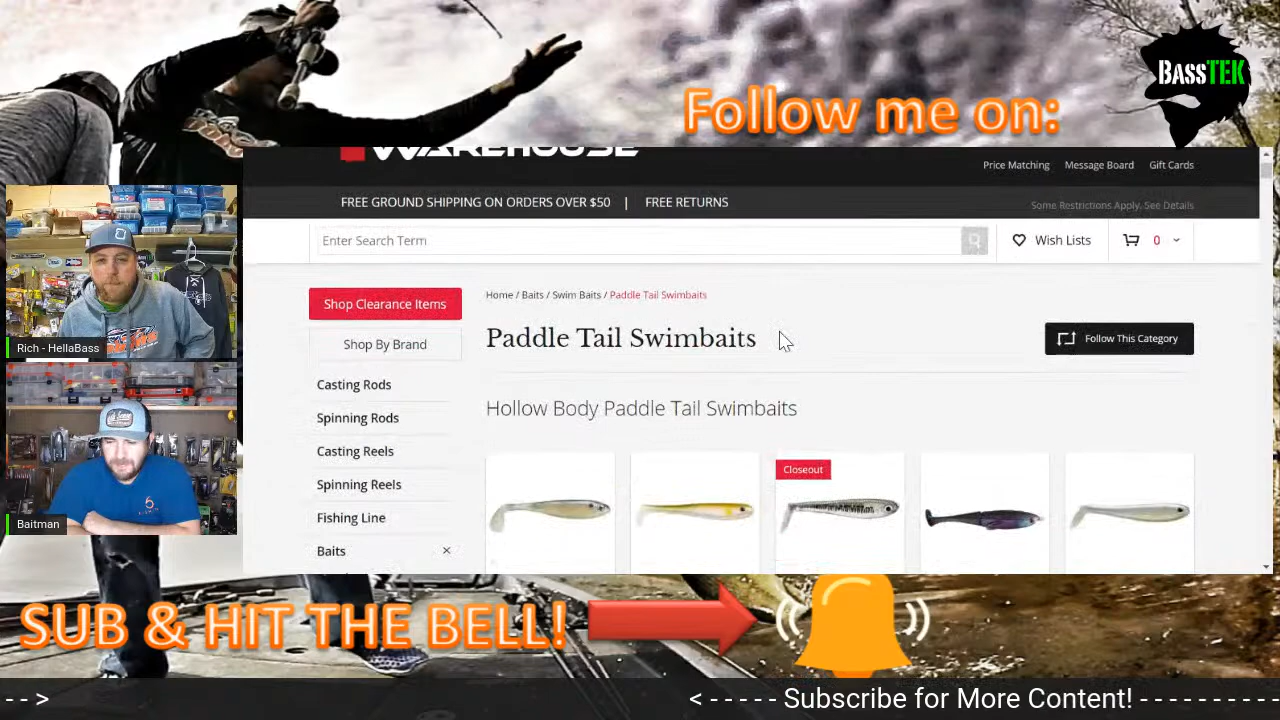 BassTEK
Follow me on:
WAREHOUSE
Price Matching Message Board Gift Cards
FREE GROUND SHIPPING ON ORDERS OVER $50 | FREE RETURNS
Some Restrictions Apply. See Details
Enter Search Term
Wish Lists
0
Shop Clearance Items
Home / Baits / Swim Baits / Paddle Tail Swimbaits
Shop By Brand
Paddle Tail Swimbaits
Follow This Category
Casting Rods
Hollow Body Paddle Tail Swimbaits
Spinning Rods
Casting Reels
Closeout
Spinning Reels
Fishing Line
Baits ×
Rich - HellaBass
Baitman
SUB & HIT THE BELL!
- - > < - - - - - Subscribe for More Content! - - - - - - - - - -